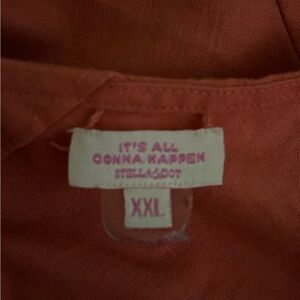 IT'S ALL
GONNA HAPPEN
STELLA & DOT
XXL